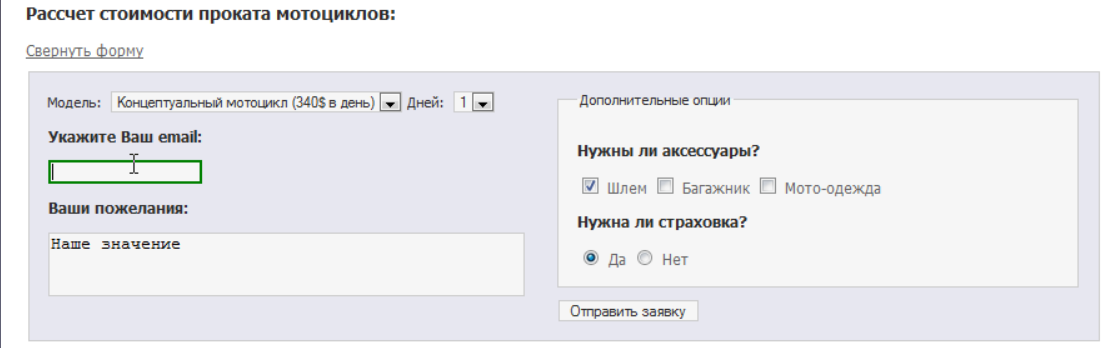 Рассчет стоимости проката мотоциклов:
Свернуть форму
Модель: Концептуальный мотоцикл (340$ в день) Дней: 1
Укажите Ваш email:
Ваши пожелания:
Наше значение
Дополнительные опции
Нужны ли аксессуары?
Шлем Багажник Мото-одежда
Нужна ли страховка?
Да Нет
Отправить заявку